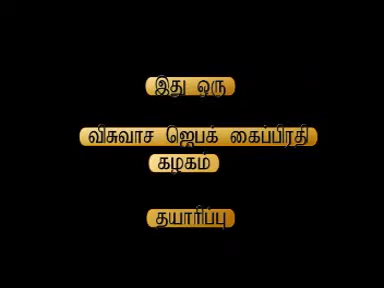 இது ஒரு
விசுவாச ஜெபக் கைப்பிரதி
கழகம்
தயாரிப்பு